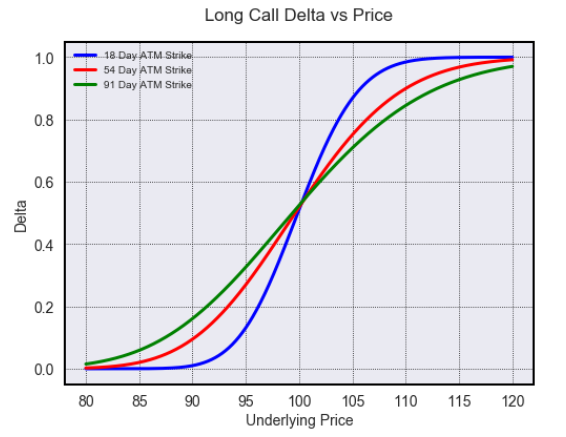 Long Call Delta vs Price
18 Day ATM Strike
54 Day ATM Strike
91 Day ATM Strike
Delta
1.0
0.8
0.6
0.4
0.2
0.0
80 85 90 95 100 105 110 115 120
Underlying Price